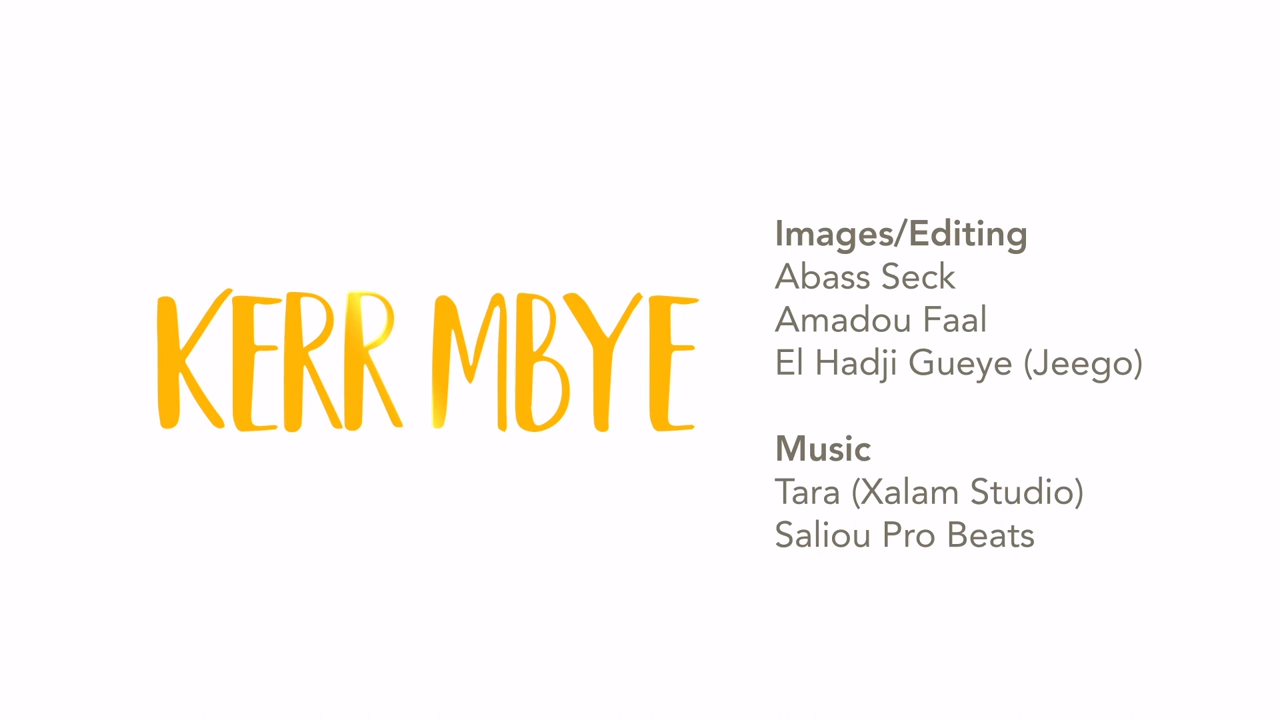 KERR MBYE
Images/Editing
Abass Seck
Amadou Faal
El Hadji Gueye (Jeego)
Music
Tara (Xalam Studio)
Saliou Pro Beats